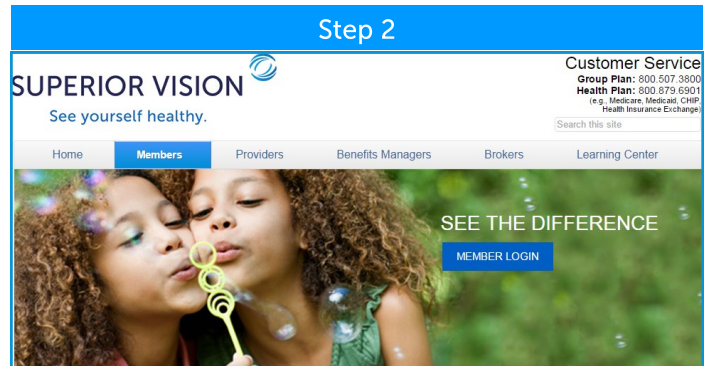 Step 2
SUPERIOR VISION
See yourself healthy.
Customer Service
Group Plan: 800.507.3800
Health Plan: 800.879.6901
(e.g., Medicare, Medicaid, CHIP,
Health Insurance Exchange)
Search this site
Home Members Providers Benefits Managers Brokers Learning Center
SEE THE DIFFERENCE
MEMBER LOGIN